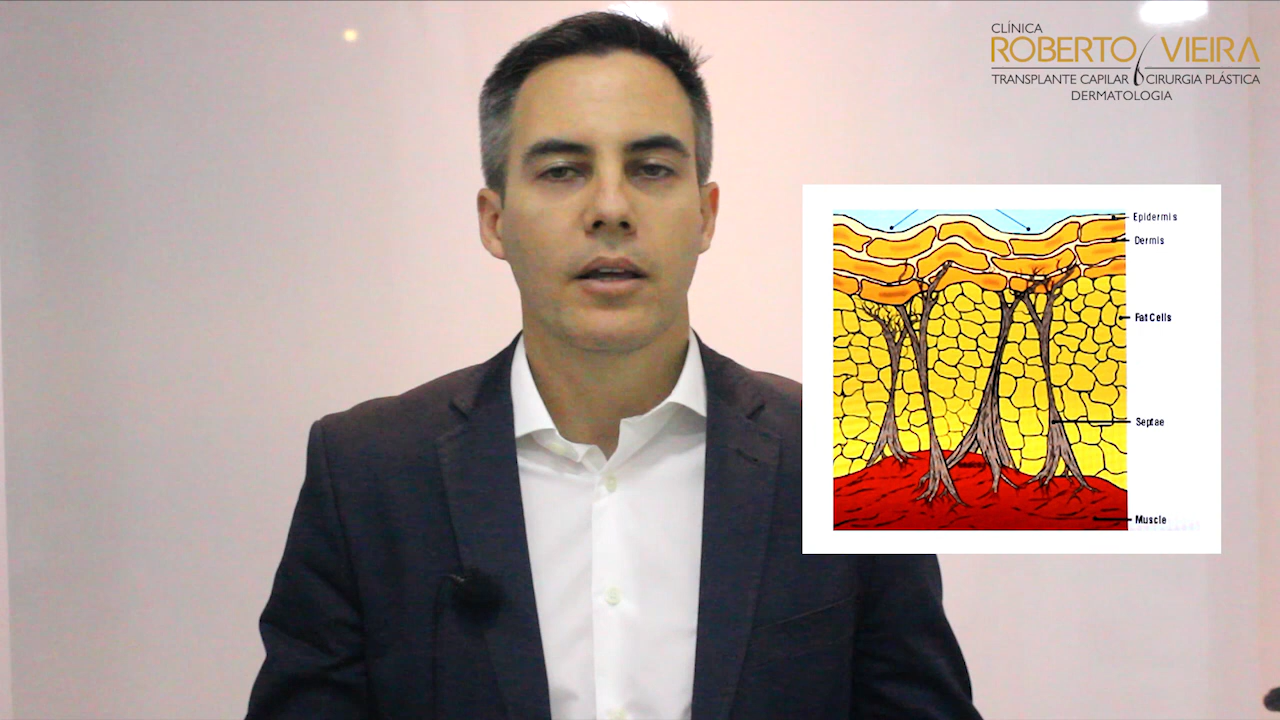 CLÍNICA
ROBERTO VIEIRA
TRANSPLANTE CAPILAR CIRURGIA PLÁSTICA
DERMATOLOGIA
Epidermis
Dermis
Fat Cells
Septae
Muscle